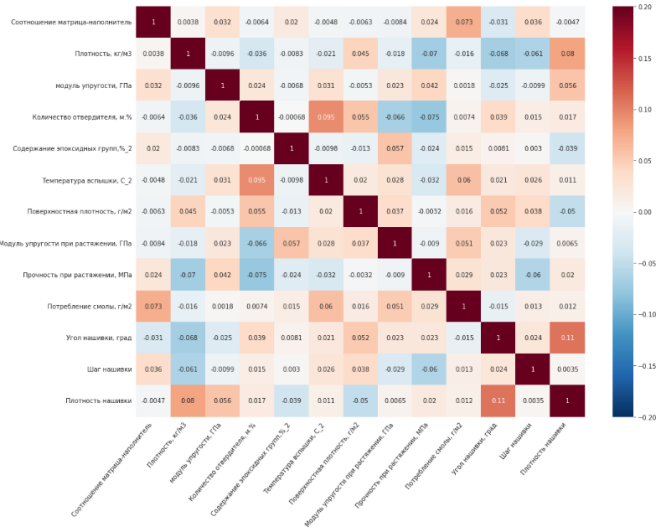 Соотношение матрица-наполнитель 1 0.0038 0.032 -0.0064 0.02 -0.0048 -0.0063 -0.0084 0.024 0.073 -0.031 0.036 -0.0047
Плотность, кг/м3 0.0038 1 -0.0096 -0.036 -0.0083 -0.021 0.045 -0.018 -0.07 -0.016 -0.068 -0.061 0.08
модуль упругости, ГПа 0.032 -0.0096 1 0.024 -0.0068 0.031 -0.0053 0.023 0.042 0.0018 -0.025 -0.0099 0.056
Количество отвердителя, м.% -0.0064 -0.036 0.024 1 -0.00068 0.095 0.055 -0.066 -0.075 0.0074 0.039 0.015 0.017
Содержание эпоксидных групп,%_2 0.02 -0.0083 -0.0068 -0.00068 1 -0.0098 -0.013 0.057 -0.024 0.015 0.0081 0.003 -0.039
Температура вспышки, С_2 -0.0048 -0.021 0.031 0.095 -0.0098 1 0.02 0.028 -0.032 0.06 0.021 0.026 0.011
Поверхностная плотность, г/м2 -0.0063 0.045 -0.0053 0.055 -0.013 0.02 1 0.037 -0.0032 0.016 0.052 0.038 -0.05
Модуль упругости при растяжении, ГПа -0.0084 -0.018 0.023 -0.066 0.057 0.028 0.037 1 -0.009 0.051 0.023 -0.029 0.0065
Прочность при растяжении, МПа 0.024 -0.07 0.042 -0.075 -0.024 -0.032 -0.0032 -0.009 1 0.029 0.023 -0.06 0.02
Потребление смолы, г/м2 0.073 -0.016 0.0018 0.0074 0.015 0.06 0.016 0.051 0.029 1 -0.015 0.013 0.012
Угол нашивки, град -0.031 -0.068 -0.025 0.039 0.0081 0.021 0.052 0.023 0.023 -0.015 1 0.024 0.11
Шаг нашивки 0.036 -0.061 -0.0099 0.015 0.003 0.026 0.038 -0.029 -0.06 0.013 0.024 1 0.0035
Плотность нашивки -0.0047 0.08 0.056 0.017 -0.039 0.011 -0.05 0.0065 0.02 0.012 0.11 0.0035 1
Соотношение матрица-наполнитель
Плотность, кг/м3
модуль упругости, ГПа
Количество отвердителя, м.%
Содержание эпоксидных групп,%_2
Температура вспышки, С_2
Поверхностная плотность, г/м2
Модуль упругости при растяжении, ГПа
Прочность при растяжении, МПа
Потребление смолы, г/м2
Угол нашивки, град
Шаг нашивки
Плотность нашивки
0.20
0.15
0.10
0.05
0.00
-0.05
-0.10
-0.15
-0.20